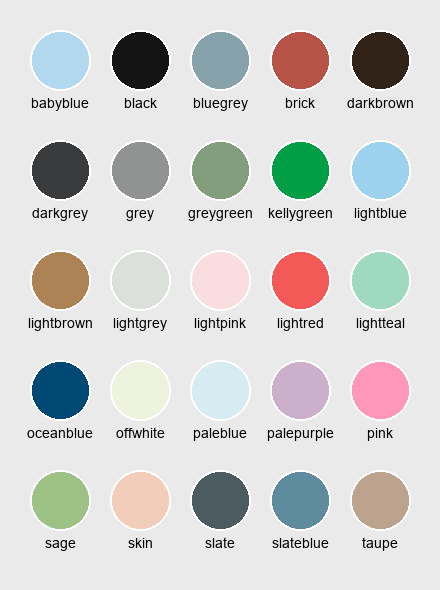 babyblue black bluegrey brick darkbrown
darkgrey grey greygreen kellygreen lightblue
lightbrown lightgrey lightpink lightred lightteal
oceanblue offwhite paleblue palepurple pink
sage skin slate slateblue taupe